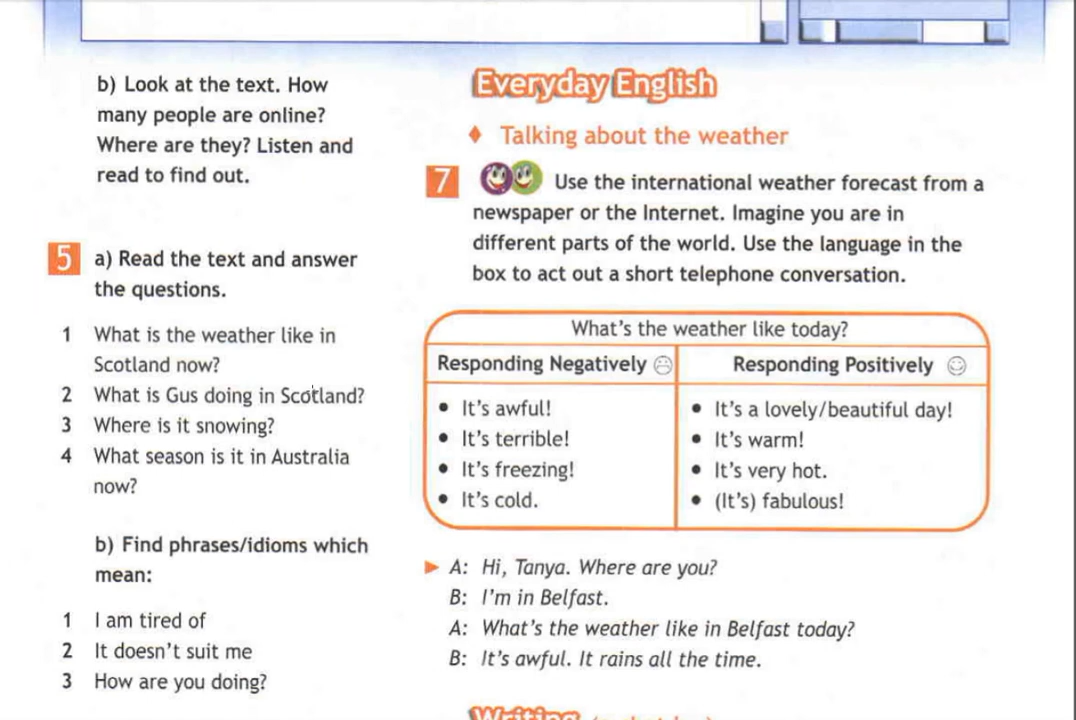 b) Look at the text. How
many people are online?
Where are they? Listen and
read to find out.
5 a) Read the text and answer
the questions.
1 What is the weather like in
Scotland now?
2 What is Gus doing in Scotland?
3 Where is it snowing?
4 What season is it in Australia
now?
b) Find phrases/idioms which
mean:
1 I am tired of
2 It doesn't suit me
3 How are you doing?
Everyday English
♦ Talking about the weather
7 Use the international weather forecast from a
newspaper or the Internet. Imagine you are in
different parts of the world. Use the language in the
box to act out a short telephone conversation.
What's the weather like today?
Responding Negatively
• It's awful!
• It's terrible!
• It's freezing!
• It's cold.
Responding Positively
• It's a lovely/beautiful day!
• It's warm!
• It's very hot.
• (It's) fabulous!
► A: Hi, Tanya. Where are you?
B: I'm in Belfast.
A: What's the weather like in Belfast today?
B: It's awful. It rains all the time.
Writing